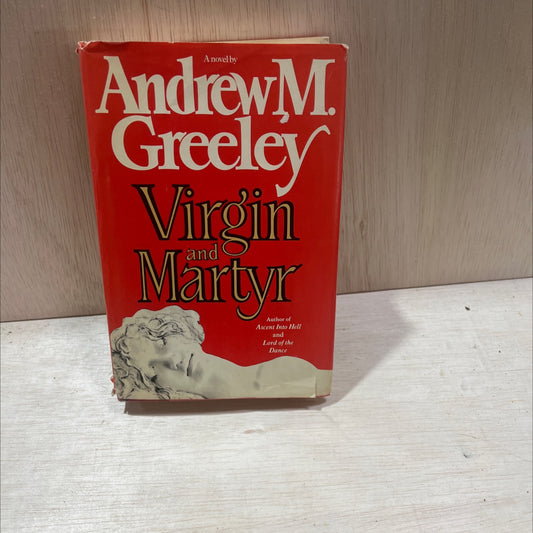 A novel by
Andrew M.
Greeley
Virgin
and
Martyr
Author of
Ascent Into Hell
and
Lord of the
Dance